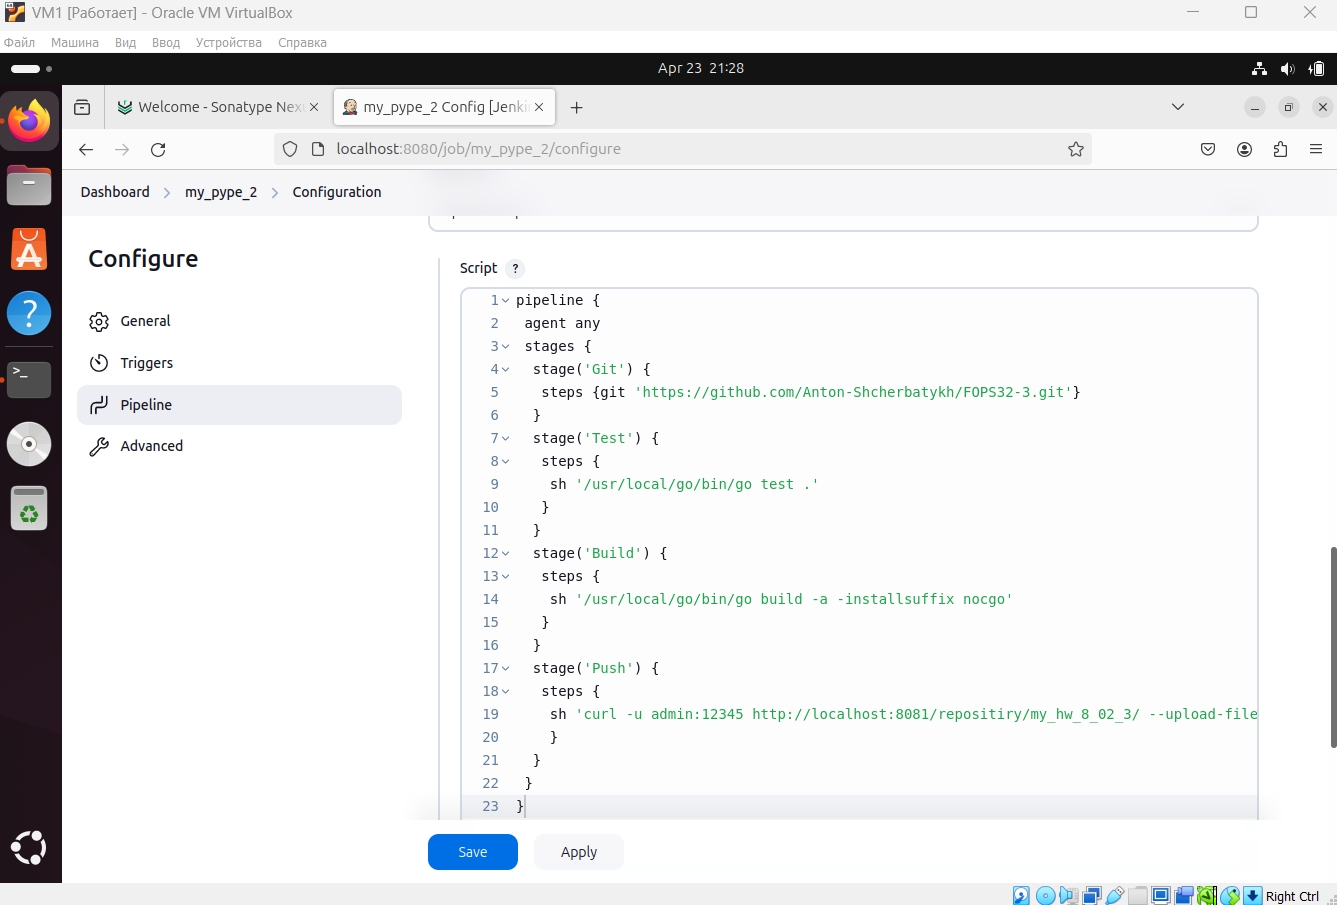 VM1 [Работает] - Oracle VM VirtualBox
Файл Машина Вид Ввод Устройства Справка
Apr 23 21:28
Welcome - Sonatype Nex
my_pype_2 Config [Jenki
localhost:8080/job/my_pype_2/configure
Dashboard my_pype_2 Configuration
Configure
General
Triggers
Pipeline
Advanced
Script ?
1 pipeline {
2 agent any
3 stages {
4 stage('Git') {
5 steps {git 'https://github.com/Anton-Shcherbatykh/FOPS32-3.git'}
6 }
7 stage('Test') {
8 steps {
9 sh '/usr/local/go/bin/go test .'
10 }
11 }
12 stage('Build') {
13 steps {
14 sh '/usr/local/go/bin/go build -a -installsuffix nocgo'
15 }
16 }
17 stage('Push') {
18 steps {
19 sh 'curl -u admin:12345 http://localhost:8081/repositiry/my_hw_8_02_3/ --upload-file
20 }
21 }
22 }
23 }
Save Apply
Right Ctrl